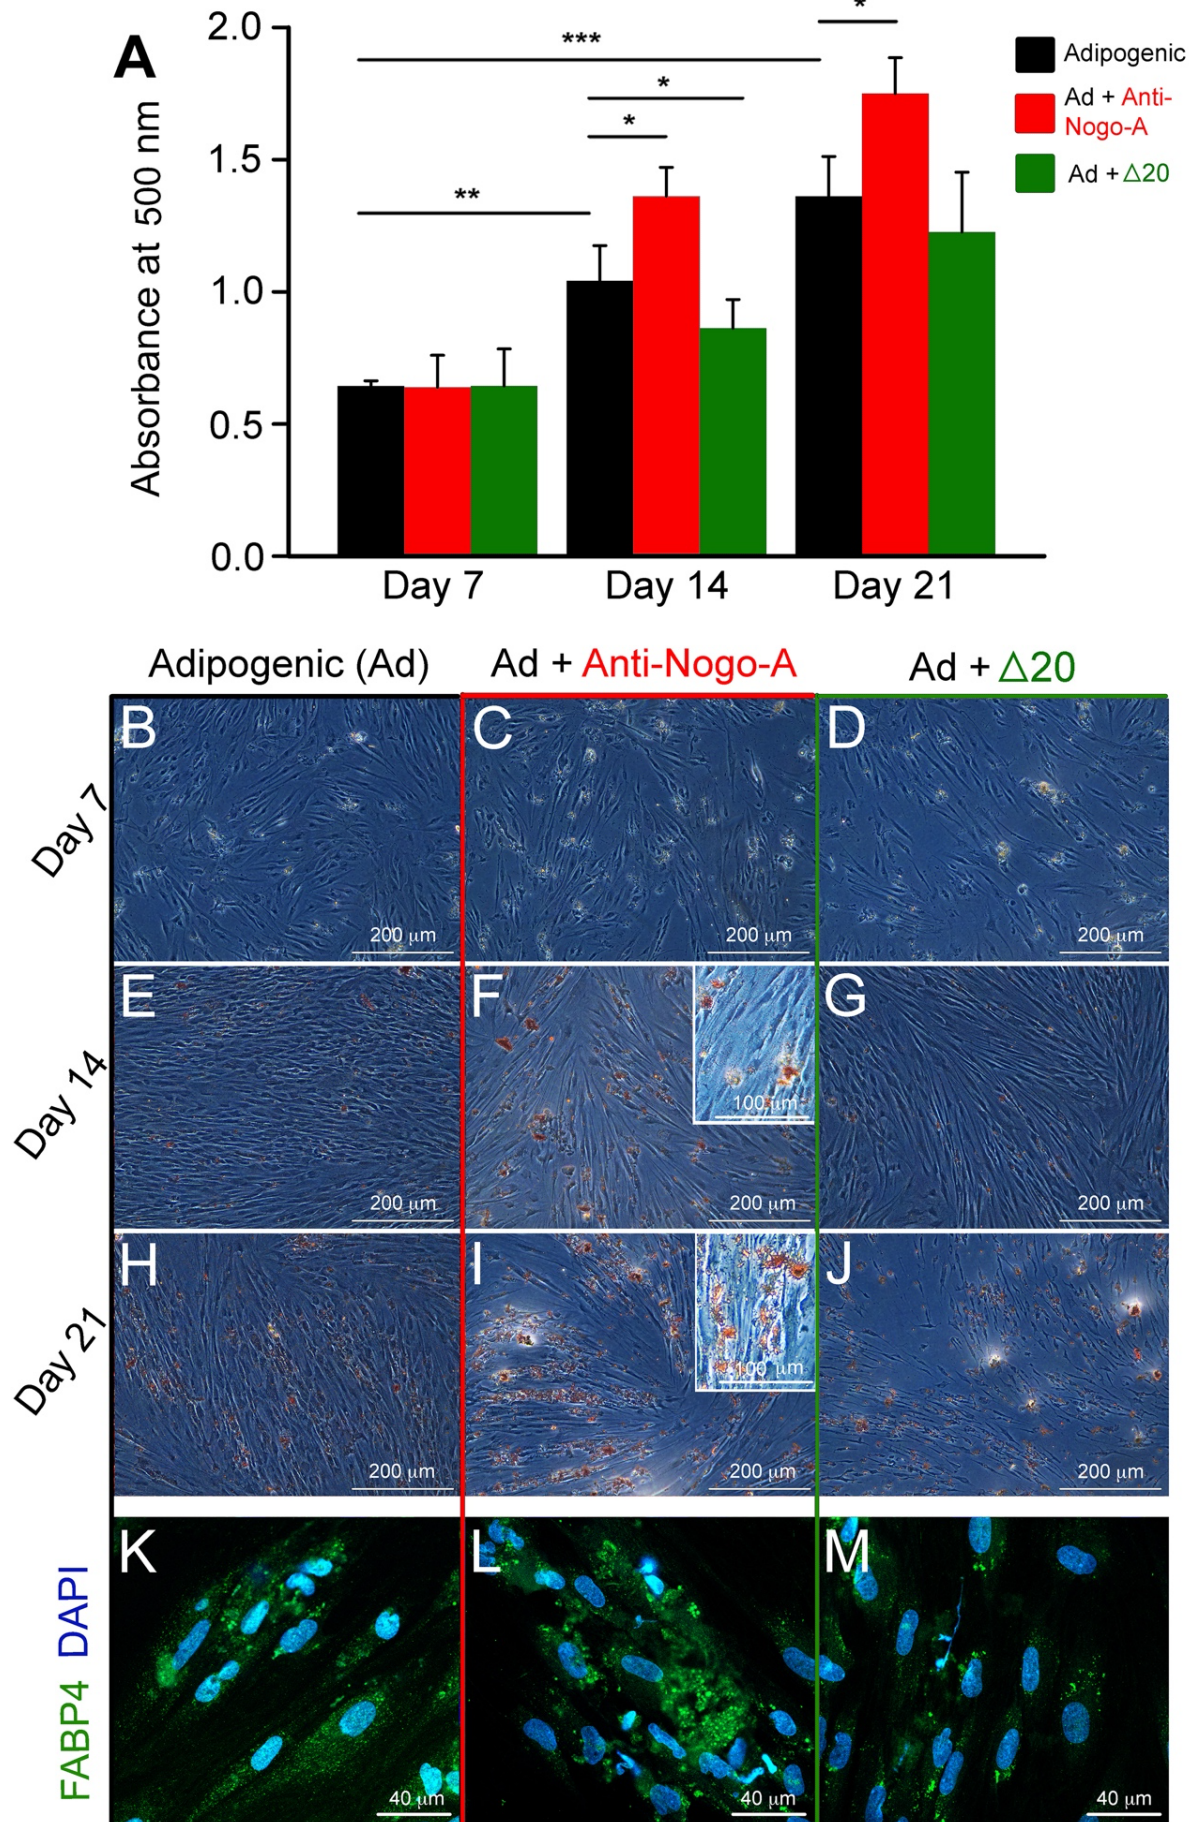 A
Absorbance at 500 nm
2.0
1.5
1.0
0.5
0.0
*
***
*
*
**
Adipogenic
Ad + Anti-
Nogo-A
Ad + △20
Day 7
Day 14
Day 21
Adipogenic (Ad)
Ad + Anti-Nogo-A
Ad + △20
Day 7
B
200 µm
C
200 µm
D
200 µm
Day 14
E
200 µm
F
100 µm
200 µm
G
200 µm
Day 21
H
200 µm
I
100 µm
200 µm
J
200 µm
FABP4 DAPI
K
40 µm
L
40 µm
M
40 µm